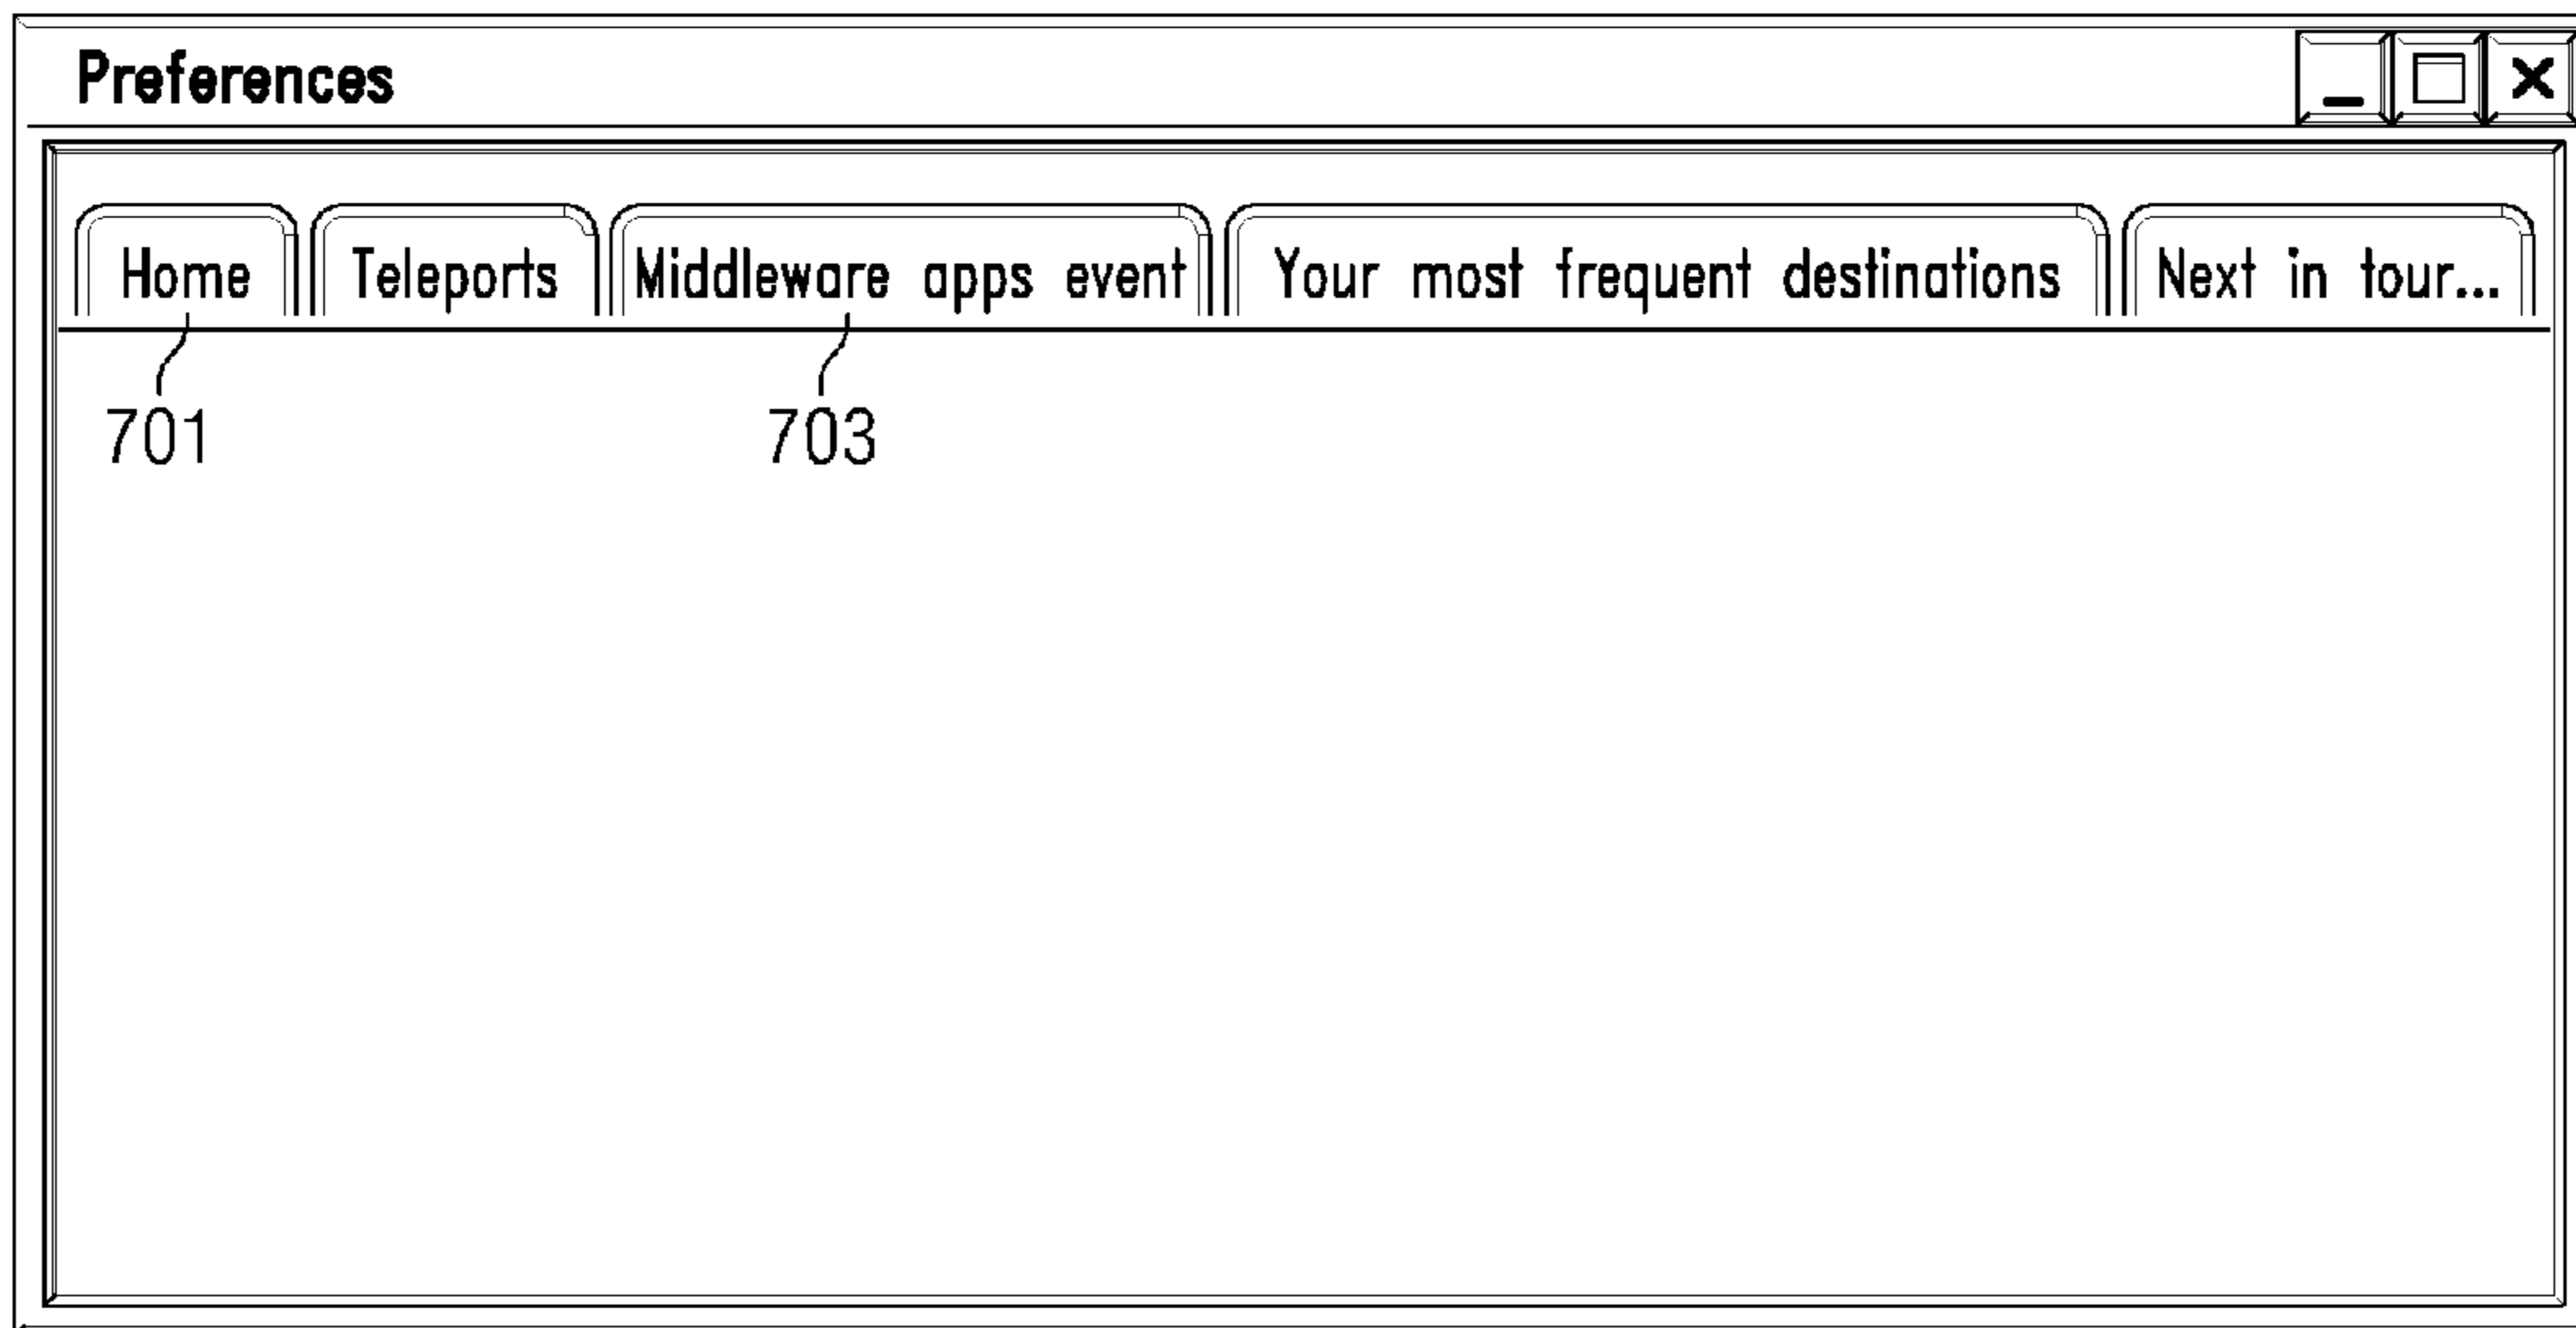 Preferences
Home Teleports Middleware apps event Your most frequent destinations Next in tour...
701 703